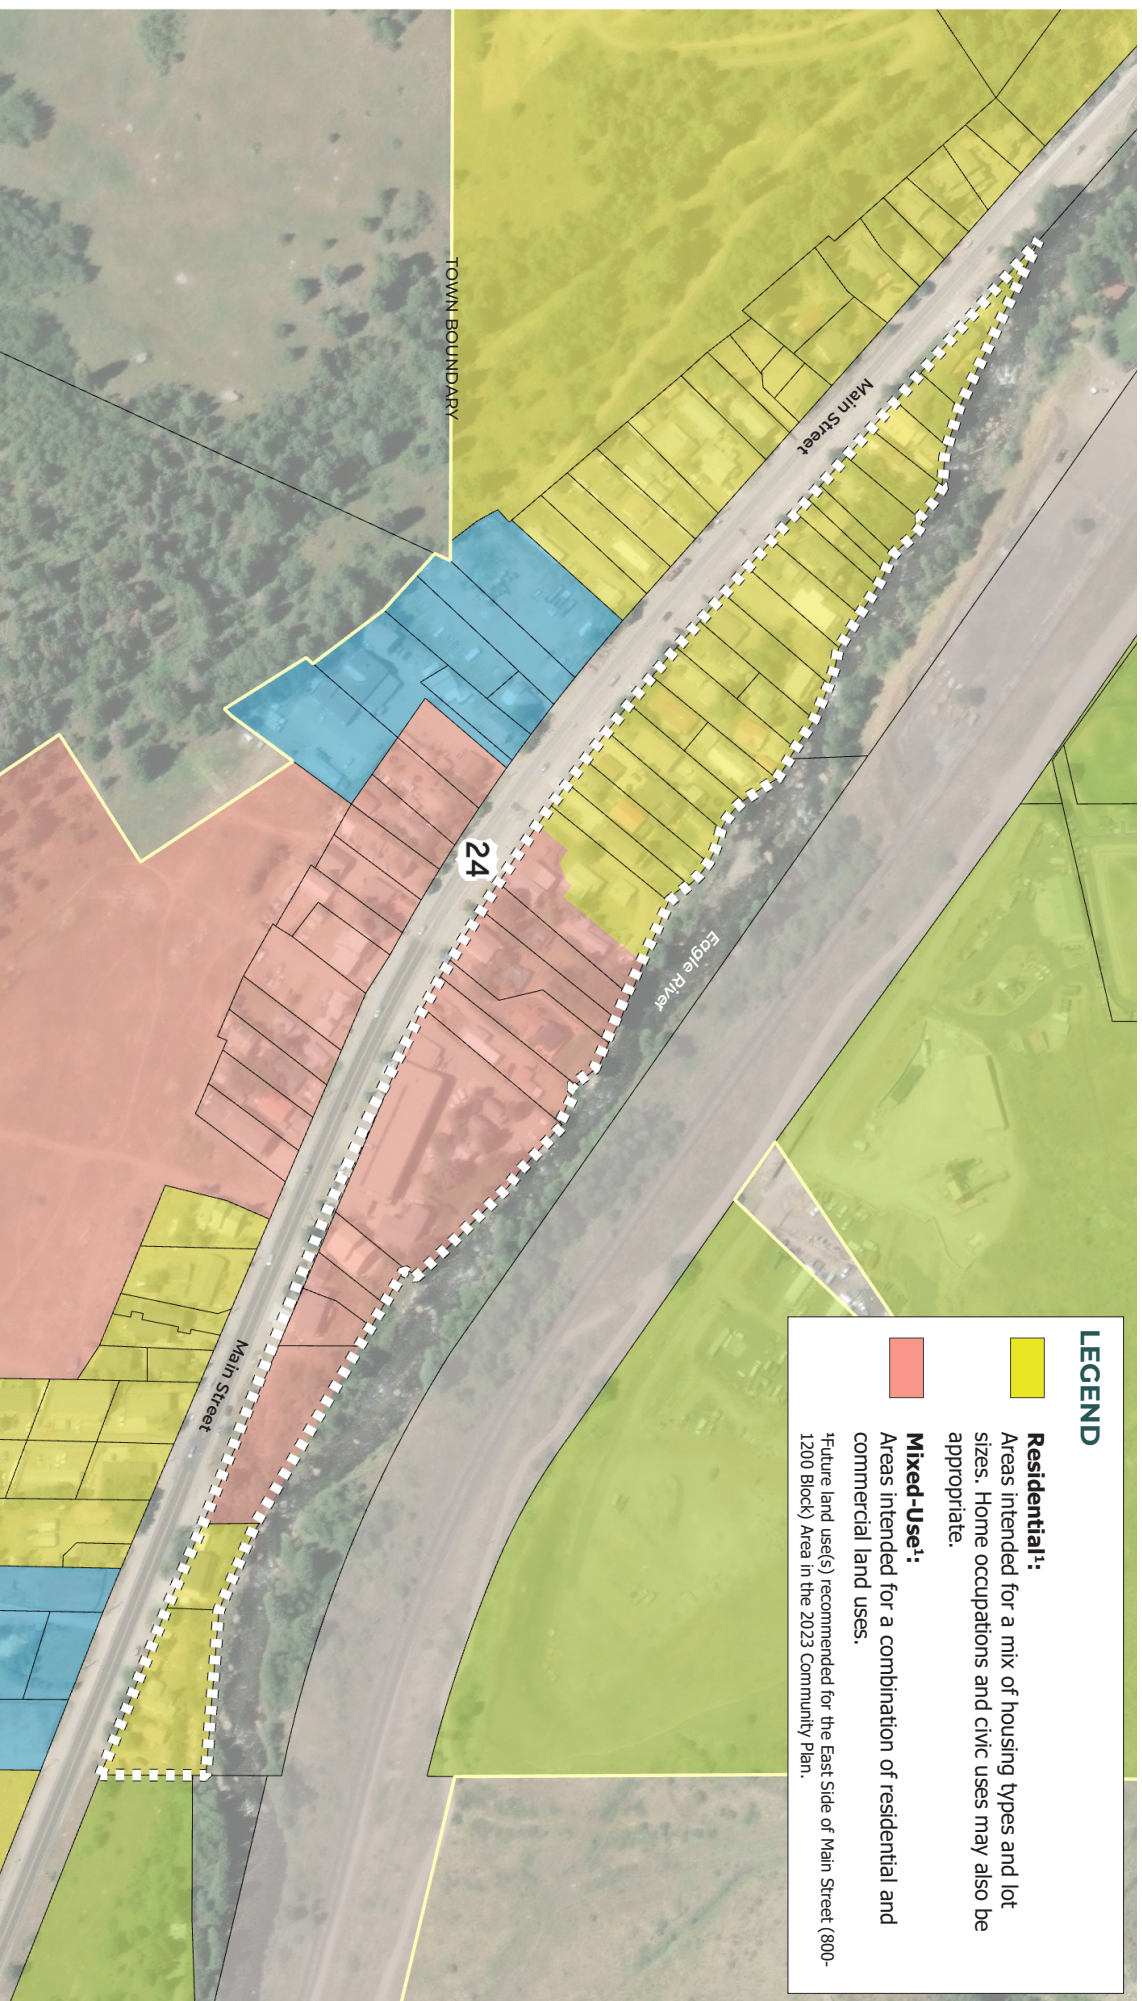 LEGEND
Residential¹:
Areas intended for a mix of housing types and lot
sizes. Home occupations and civic uses may also be
appropriate.
Mixed-Use¹:
Areas intended for a combination of residential and
commercial land uses.
¹Future land use(s) recommended for the East Side of Main Street (800-
1200 Block) Area in the 2023 Community Plan.
Main Street
TOWN BOUNDARY
24
Eagle River
Main Street